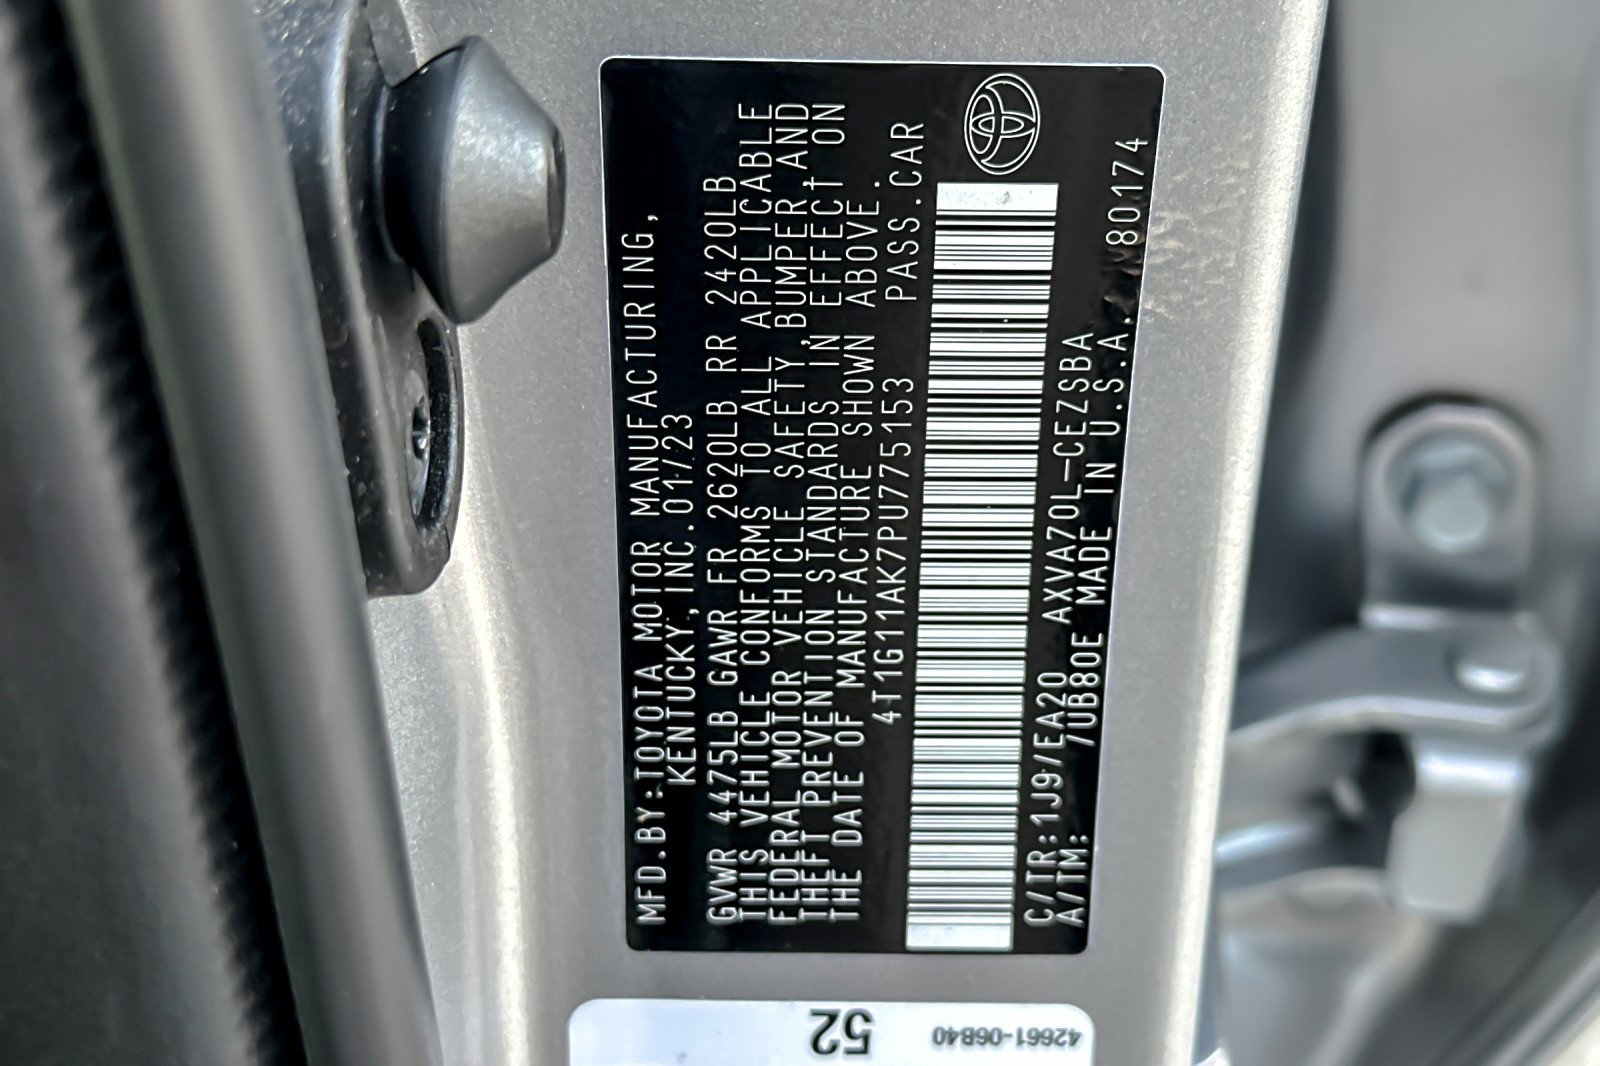 MFD.BY:TOYOTA MOTOR MANUFACTURING,
KENTUCKY, INC. 01/23
GVWR 4475LB GAWR FR 2620LB RR 2420LB
THIS VEHICLE CONFORMS TO ALL APPLICABLE
FEDERAL MOTOR VEHICLE SAFETY, BUMPER, AND
THEFT PREVENTION STANDARDS IN EFFECT ON
THE DATE OF MANUFACTURE SHOWN ABOVE.
4T1G11AK7PU775153 PASS.CAR
C/TR:1J9/EA20 AXVA70L-CEZSBA
A/TM: /UB80E MADE IN U.S.A. N80174
52
42661-06B40